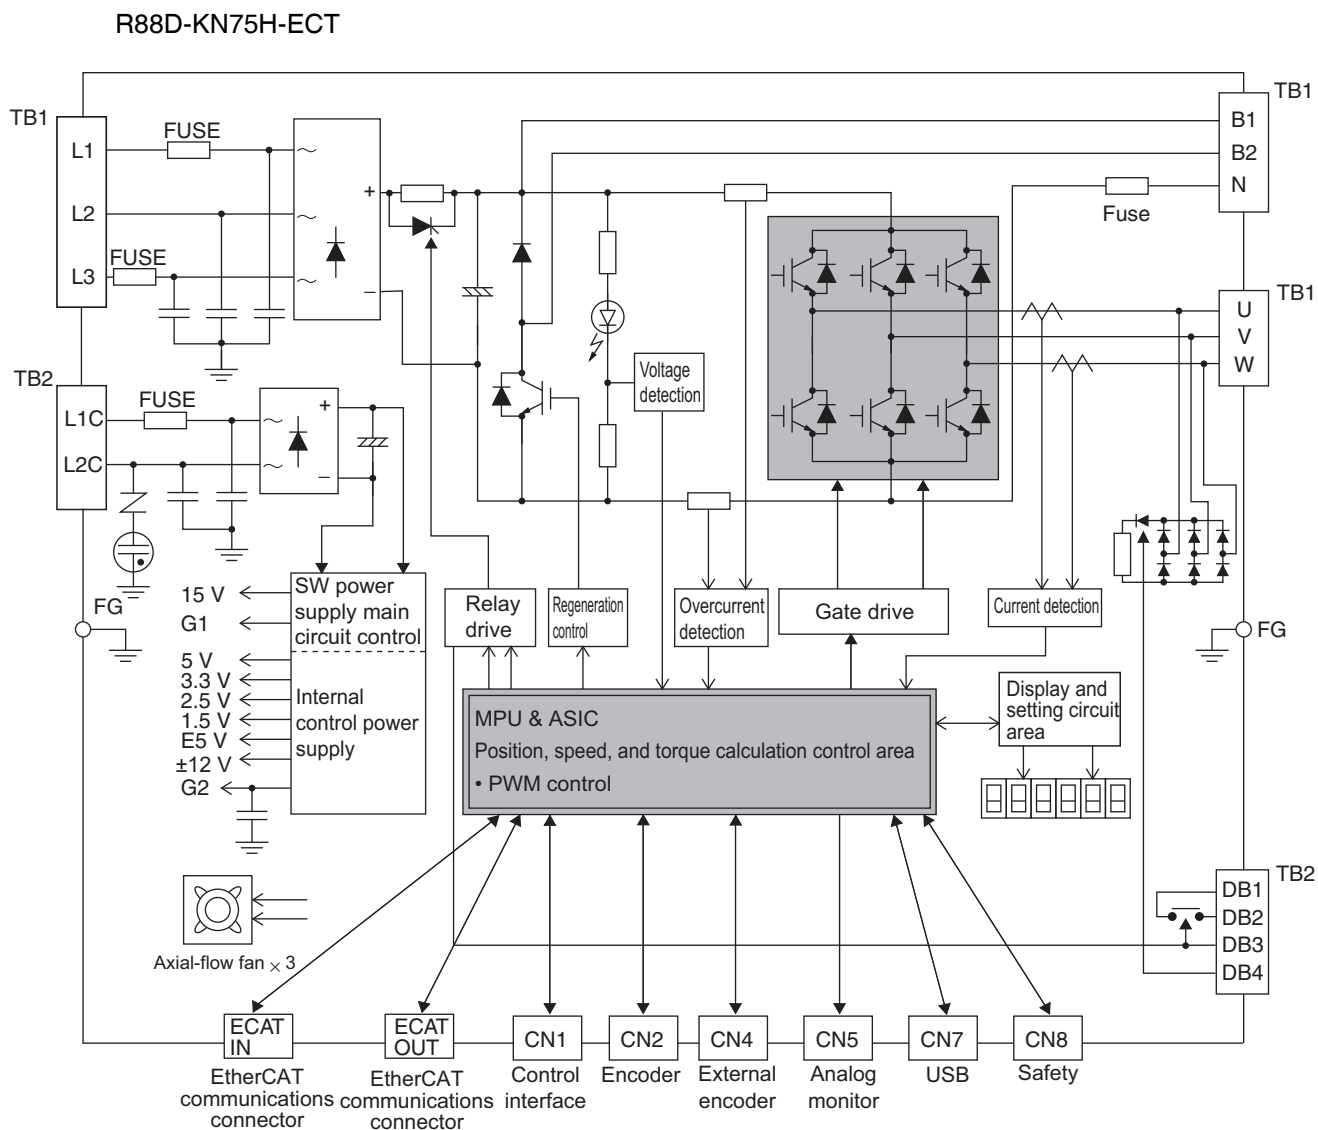 R88D-KN75H-ECT
TB1
L1
L2
L3
FUSE
FUSE
+
−
TB1
B1
B2
N
Fuse
TB1
U
V
W
Voltage
detection
TB2
L1C
L2C
FUSE
+
−
FG
FG
15 V
G1
5 V
3.3 V
2.5 V
1.5 V
E5 V
±12 V
G2
SW power
supply main
circuit control
Internal
control power
supply
Relay
drive
Regeneration
control
Overcurrent
detection
Gate drive
Current detection
MPU & ASIC
Position, speed, and torque calculation control area
• PWM control
Display and
setting circuit
area
Axial-flow fan × 3
TB2
DB1
DB2
DB3
DB4
ECAT
IN
EtherCAT
communications
connector
ECAT
OUT
EtherCAT
communications
connector
CN1
Control
interface
CN2
Encoder
CN4
External
encoder
CN5
Analog
monitor
CN7
USB
CN8
Safety